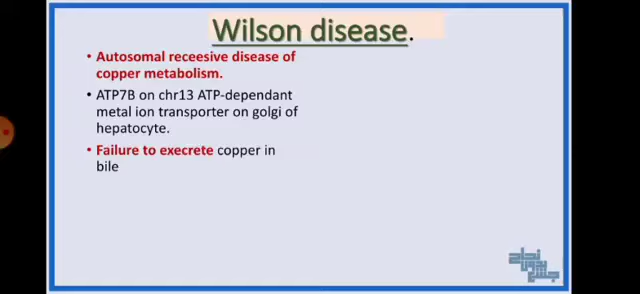 Wilson disease.
• Autosomal receesive disease of
copper metabolism.
• ATP7B on chr13 ATP-dependant
metal ion transporter on golgi of
hepatocyte.
• Failure to execrete copper in
bile